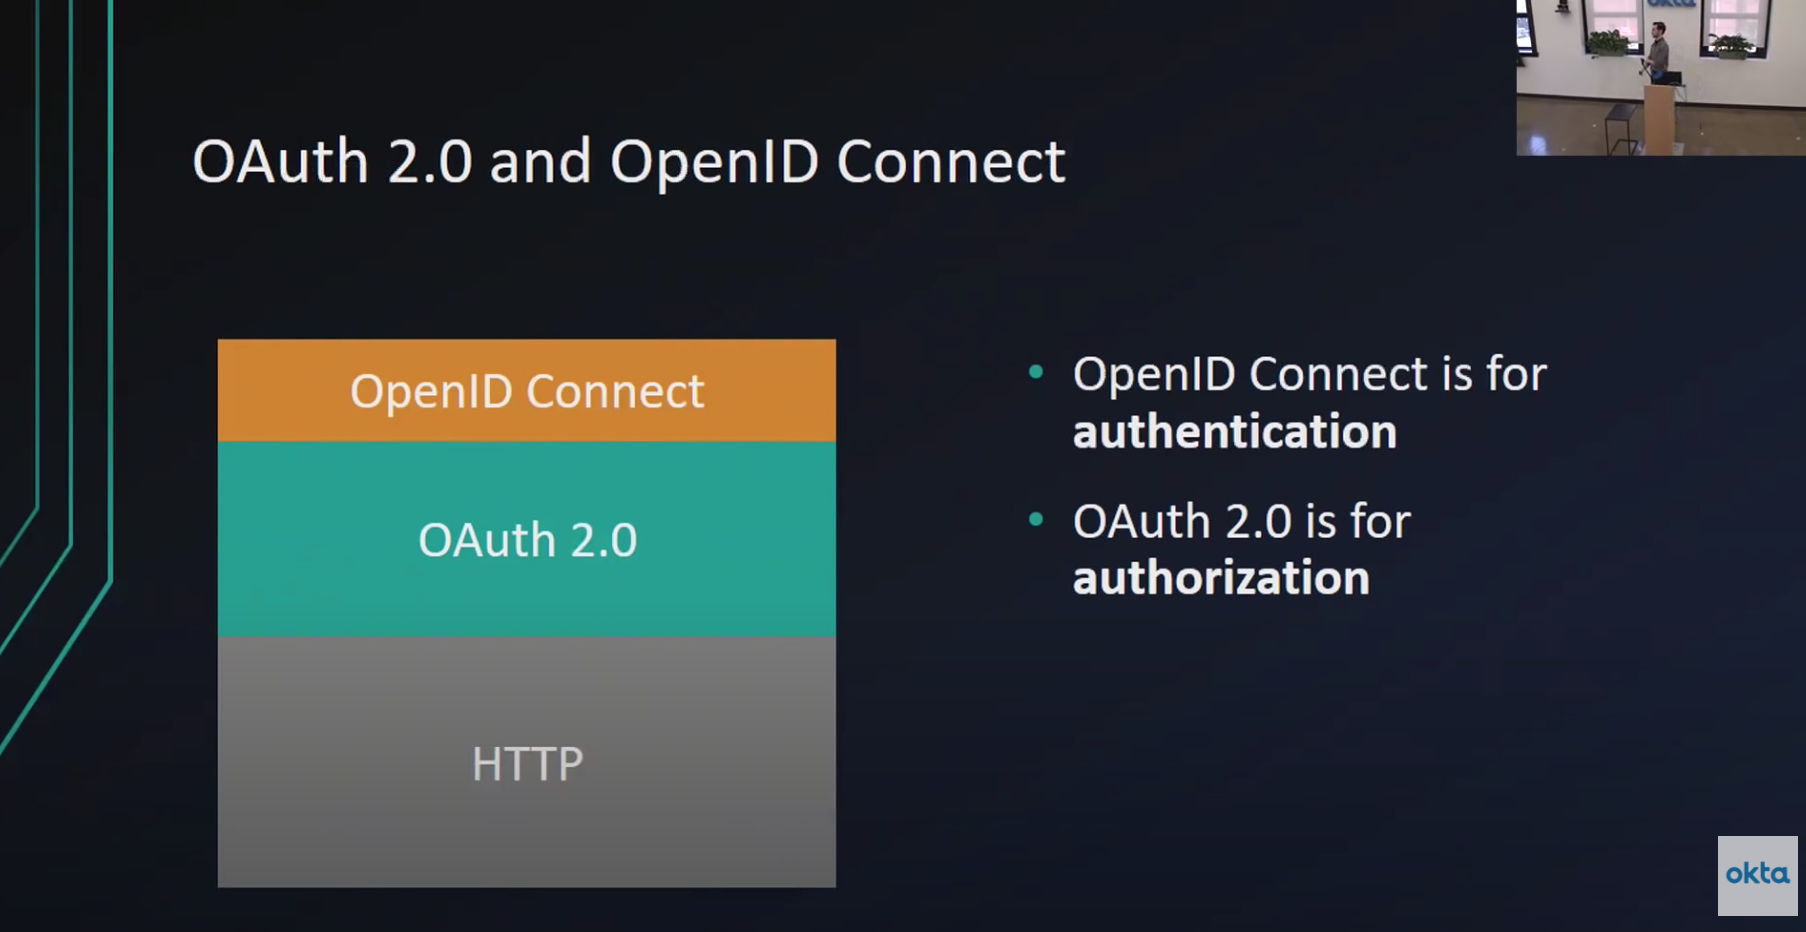 okta
OAuth 2.0 and OpenID Connect
OpenID Connect
OAuth 2.0
HTTP
OpenID Connect is for
authentication
OAuth 2.0 is for
authorization
okta